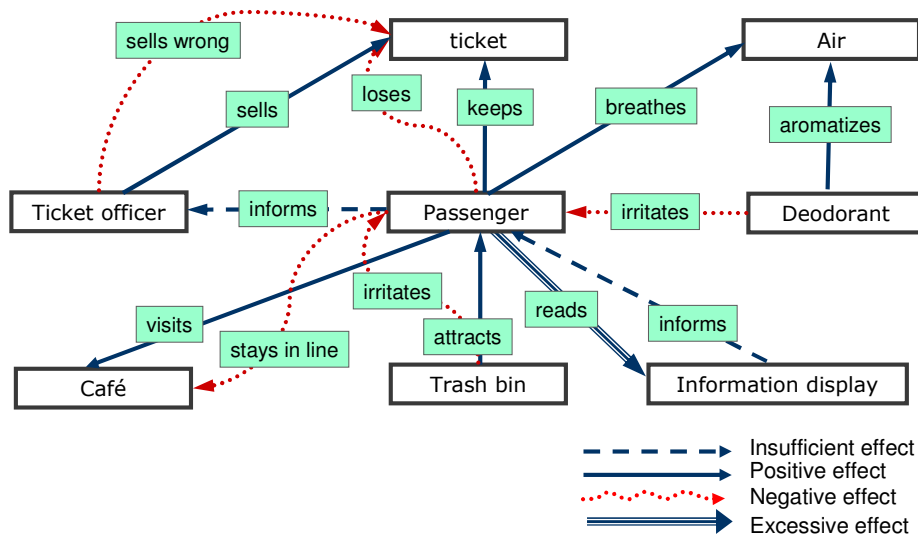 sells wrong
ticket
Air
loses
sells
keeps
breathes
aromatizes
Ticket officer
informs
Passenger
irritates
Deodorant
irritates
reads
visits
informs
stays in line
attracts
Café
Trash bin
Information display
Insufficient effect
Positive effect
Negative effect
Excessive effect